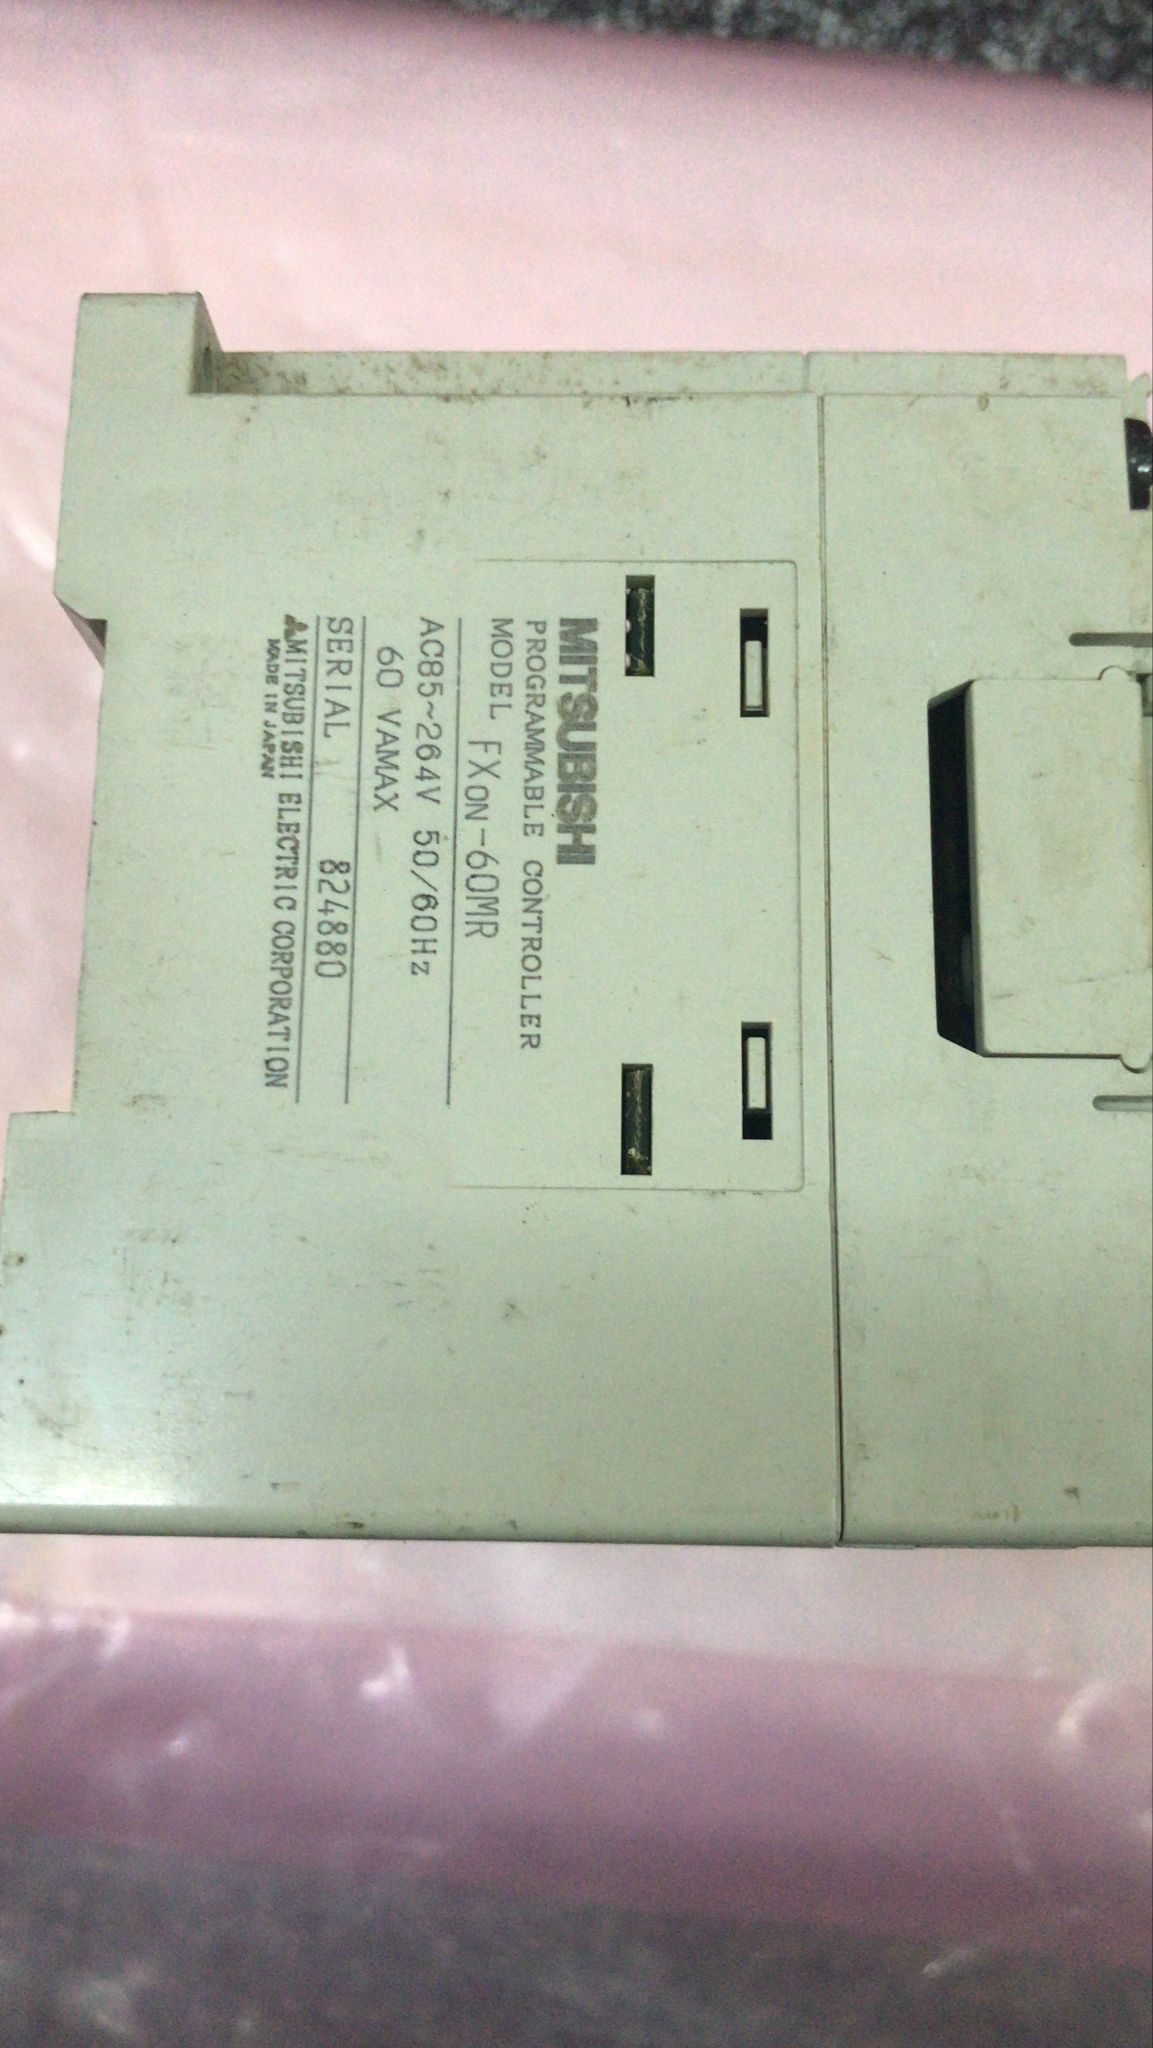 MITSUBISHI
PROGRAMMABLE CONTROLLER
MODEL FX0N-60MR
AC85~264V 50/60Hz
60 VAMAX
SERIAL 824880
MITSUBISHI ELECTRIC CORPORATION
MADE IN JAPAN